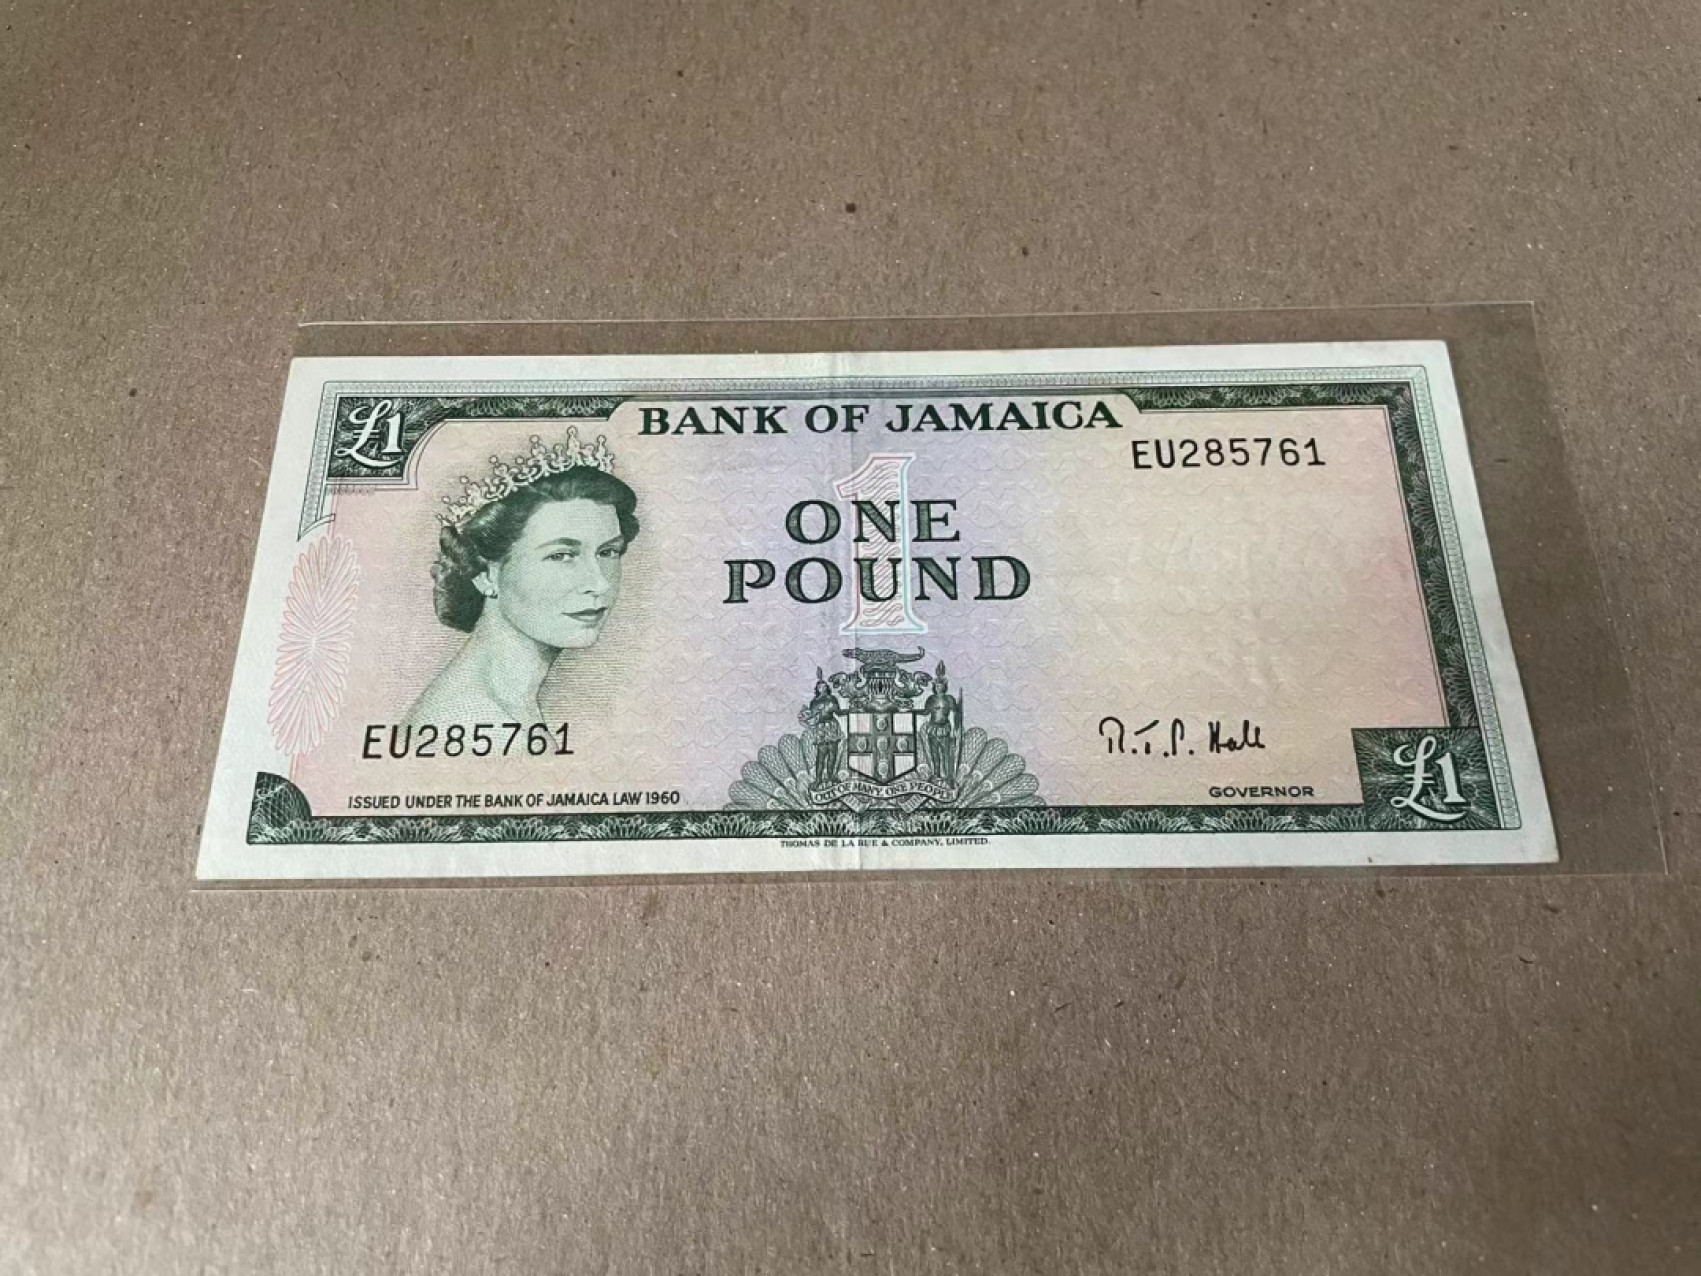 £1
BANK OF JAMAICA
EU285761
1
ONE
POUND
EU285761
R.T.P. Hall
OUT OF MANY, ONE PEOPLE
ISSUED UNDER THE BANK OF JAMAICA LAW 1960
GOVERNOR
£1
THOMAS DE LA RUE & COMPANY, LIMITED.